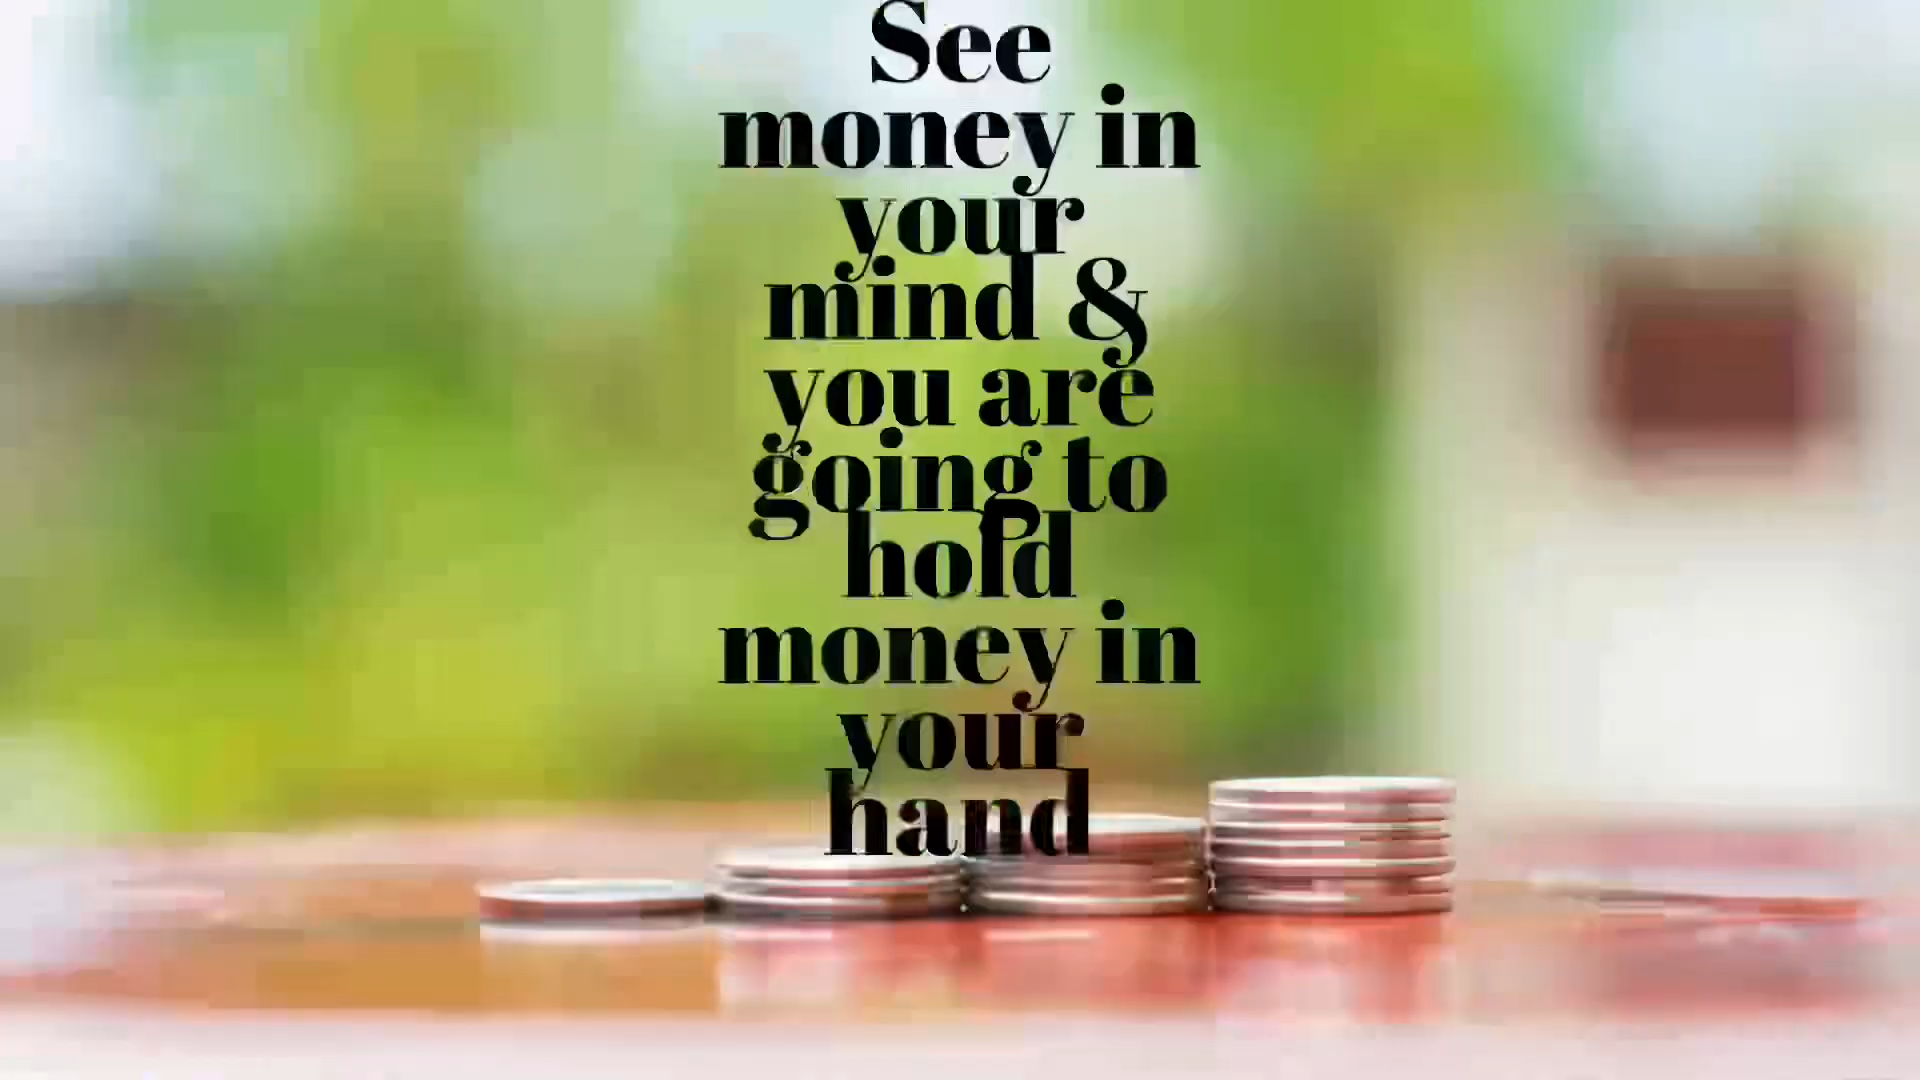 See
money in
your
mind &
you are
going to
hold
money in
your
hand